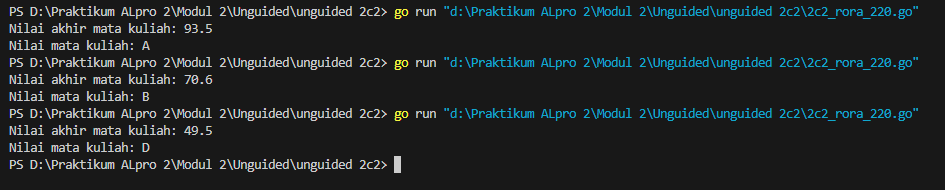 PS D:\Praktikum ALpro 2\Modul 2\Unguided\unguided 2c2> go run "d:\Praktikum ALpro 2\Modul 2\Unguided\unguided 2c2\2c2_rora_220.go"
Nilai akhir mata kuliah: 93.5
Nilai mata kuliah: A
PS D:\Praktikum ALpro 2\Modul 2\Unguided\unguided 2c2> go run "d:\Praktikum ALpro 2\Modul 2\Unguided\unguided 2c2\2c2_rora_220.go"
Nilai akhir mata kuliah: 70.6
Nilai mata kuliah: B
PS D:\Praktikum ALpro 2\Modul 2\Unguided\unguided 2c2> go run "d:\Praktikum ALpro 2\Modul 2\Unguided\unguided 2c2\2c2_rora_220.go"
Nilai akhir mata kuliah: 49.5
Nilai mata kuliah: D
PS D:\Praktikum ALpro 2\Modul 2\Unguided\unguided 2c2>